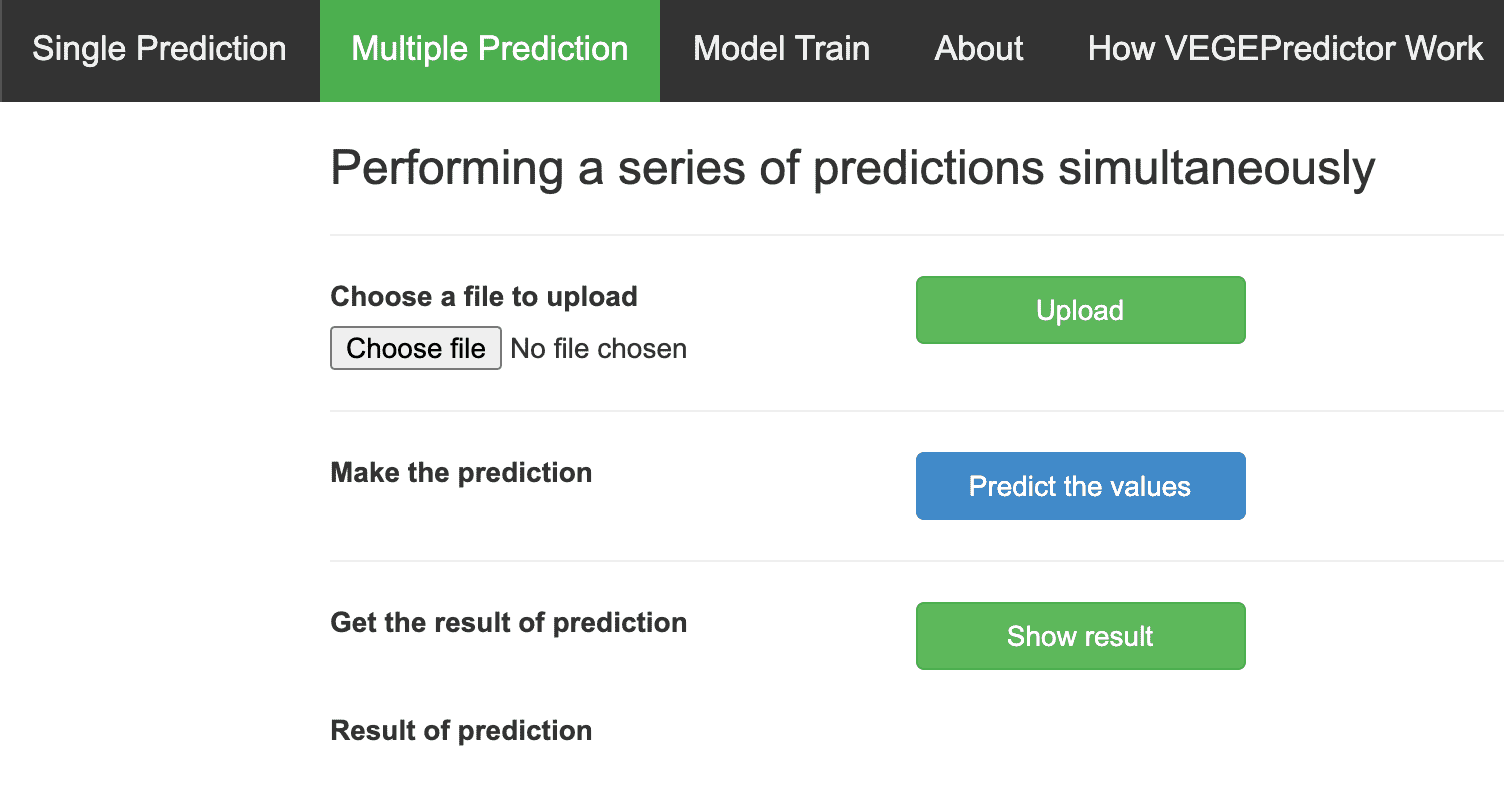 Single Prediction Multiple Prediction Model Train About How VEGEPredictor Work
Performing a series of predictions simultaneously
Choose a file to upload
Upload
Choose file No file chosen
Make the prediction
Predict the values
Get the result of prediction
Show result
Result of prediction